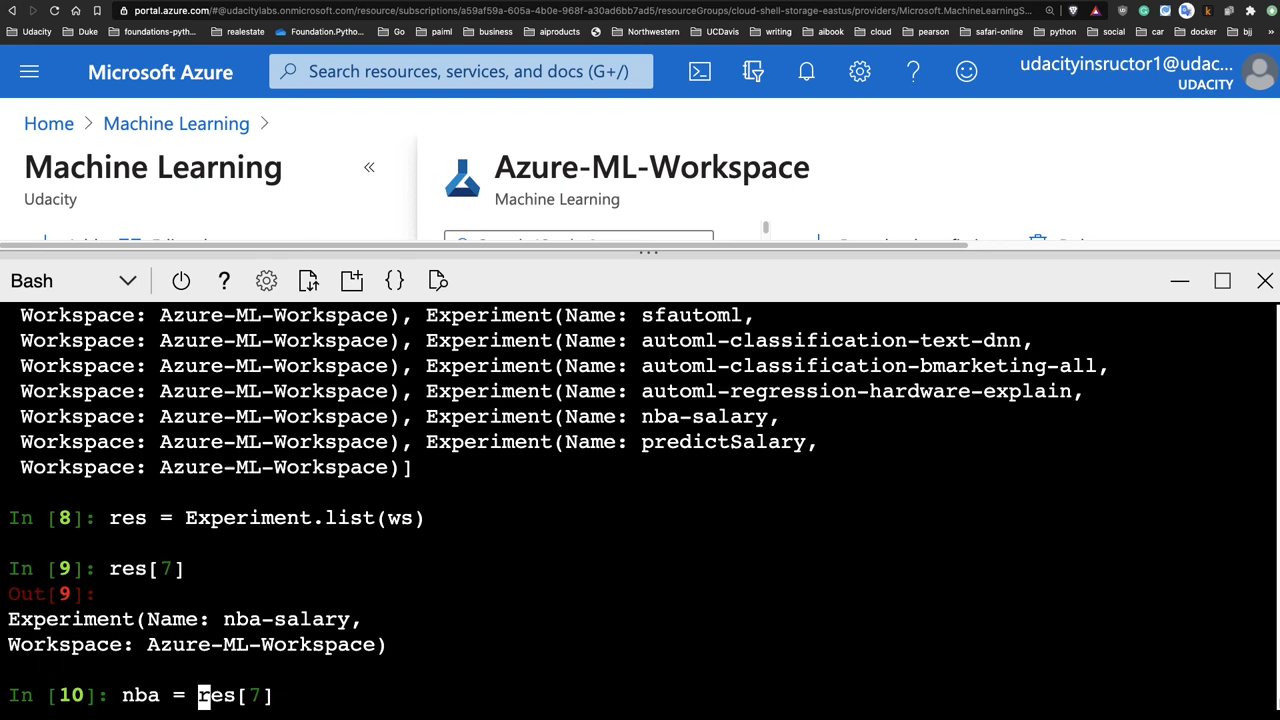 portal.azure.com/#@udacitylabs.onmicrosoft.com/resource/subscriptions/a59af59a-605a-4b0e-968f-a30ad6bb7ad5/resourceGroups/cloud-shell-storage-eastus/providers/Microsoft.MachineLearningS...
Udacity Duke foundations-pyth... realestate Foundation.Pytho... Go paiml business aiproducts Northwestern UCDavis writing aibook cloud pearson safari-online python social car docker bjj »
Microsoft Azure
Search resources, services, and docs (G+/)
udacityinsructor1@udac...
UDACITY
Home > Machine Learning >
Machine Learning «
Udacity
Azure-ML-Workspace
Machine Learning
Bash
Workspace: Azure-ML-Workspace), Experiment(Name: sfautoml,
Workspace: Azure-ML-Workspace), Experiment(Name: automl-classification-text-dnn,
Workspace: Azure-ML-Workspace), Experiment(Name: automl-classification-bmarketing-all,
Workspace: Azure-ML-Workspace), Experiment(Name: automl-regression-hardware-explain,
Workspace: Azure-ML-Workspace), Experiment(Name: nba-salary,
Workspace: Azure-ML-Workspace), Experiment(Name: predictSalary,
Workspace: Azure-ML-Workspace)]
In [8]: res = Experiment.list(ws)
In [9]: res[7]
Out[9]:
Experiment(Name: nba-salary,
Workspace: Azure-ML-Workspace)
In [10]: nba = res[7]